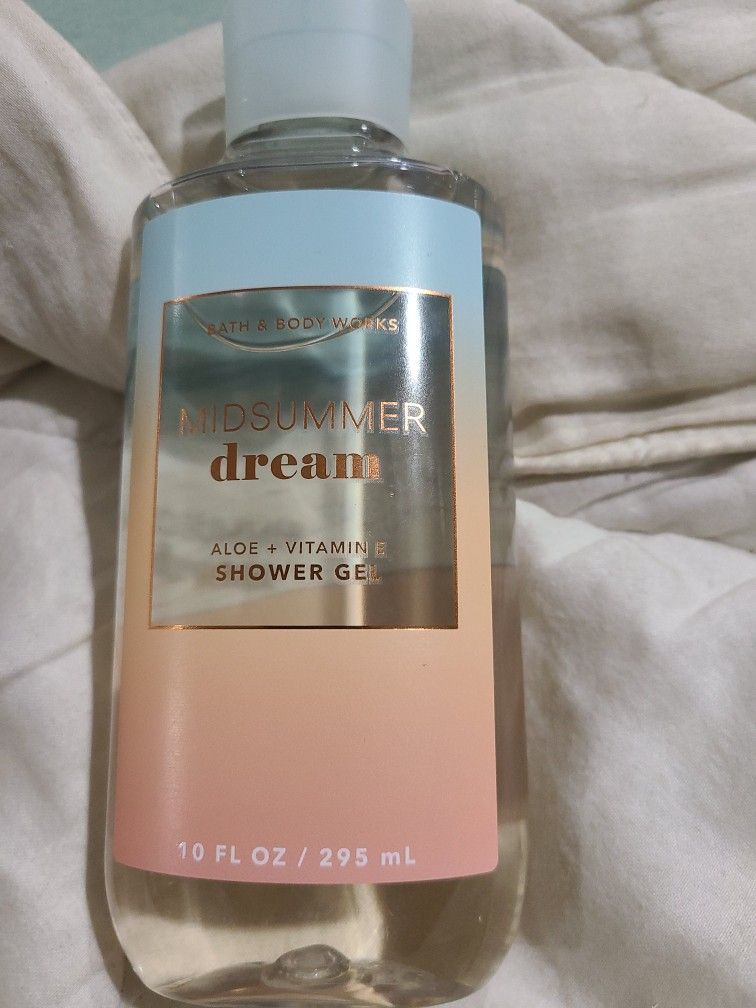 BATH & BODY WORKS
MIDSUMMER
dream
ALOE + VITAMIN E
SHOWER GEL
10 FL OZ / 295 mL